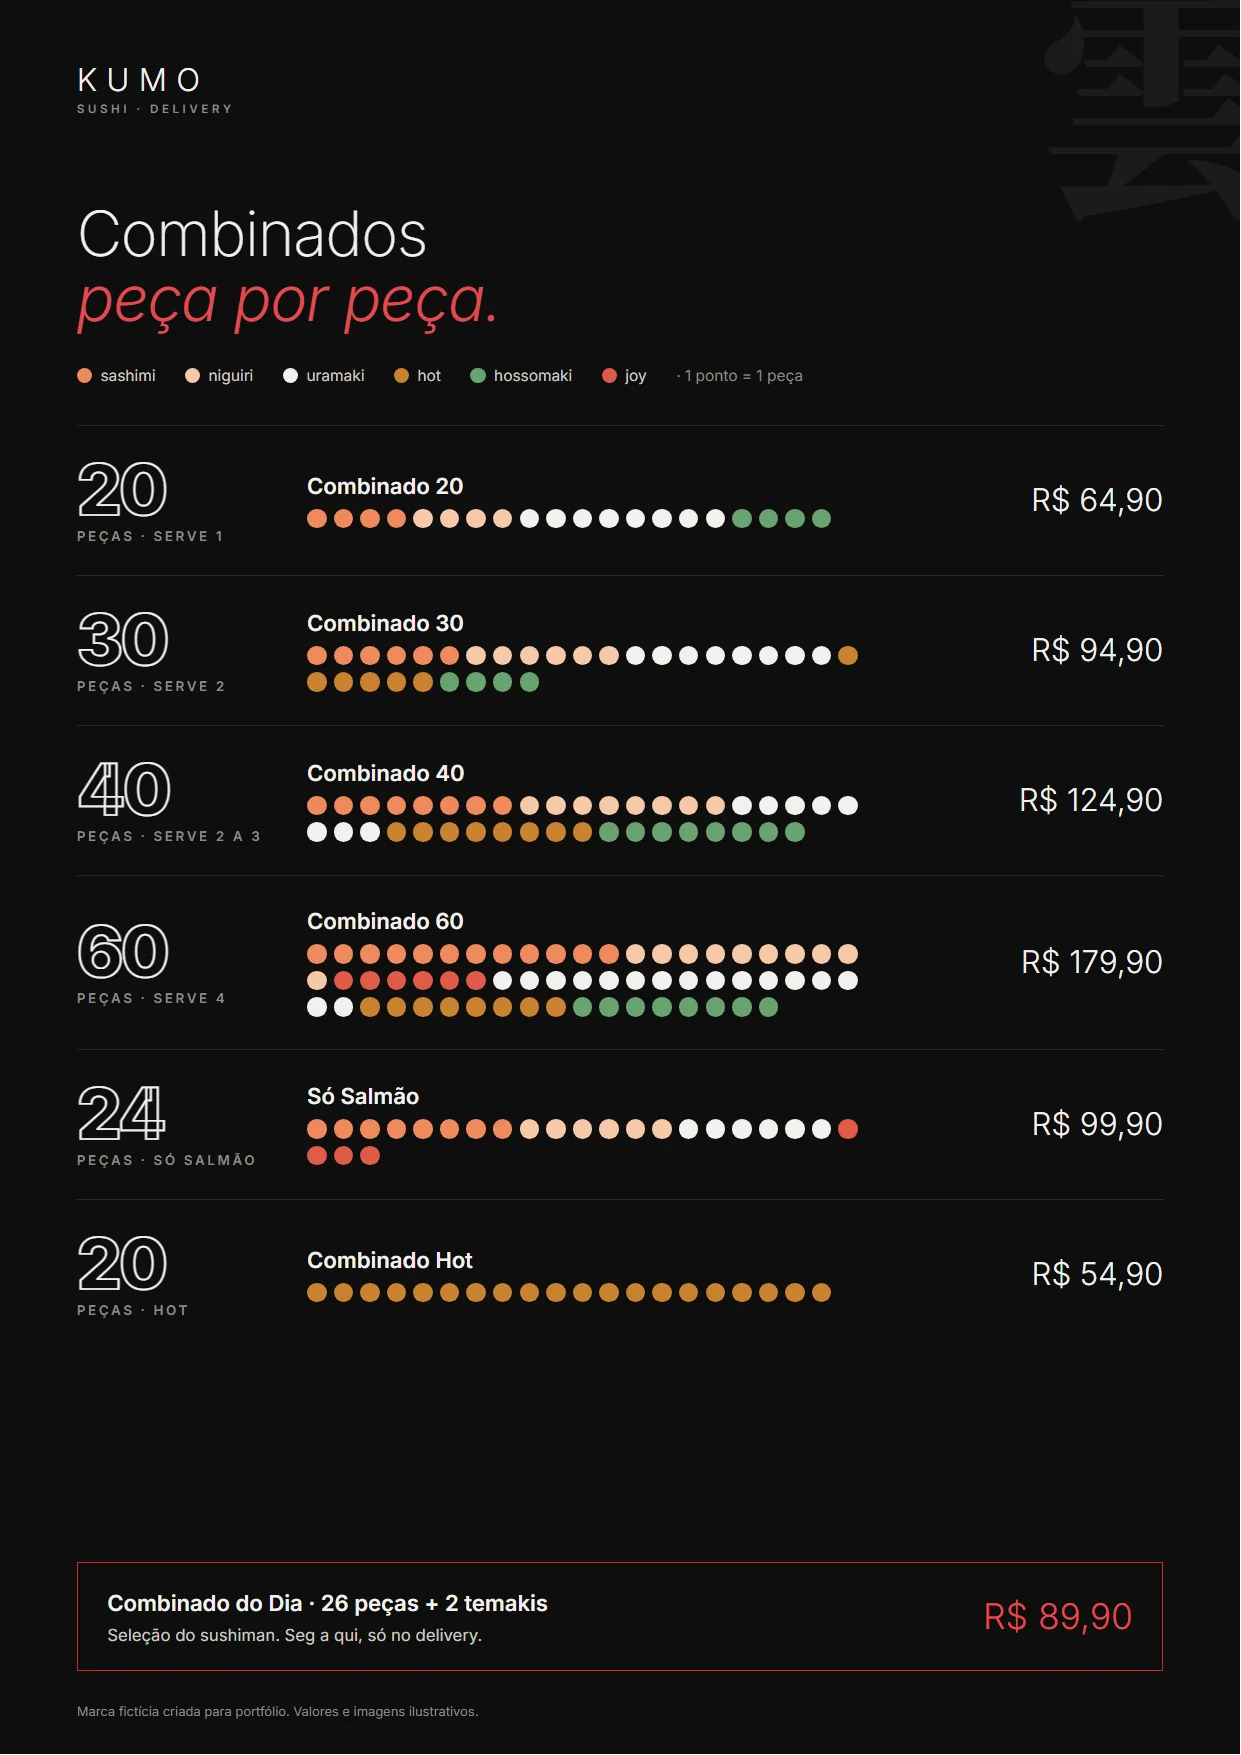 雲
KUMO
SUSHI · DELIVERY
Combinados
peça por peça.
sashimi niguiri uramaki hot hossomaki joy · 1 ponto = 1 peça
20
PEÇAS · SERVE 1
Combinado 20
R$ 64,90
30
PEÇAS · SERVE 2
Combinado 30
R$ 94,90
40
PEÇAS · SERVE 2 A 3
Combinado 40
R$ 124,90
60
PEÇAS · SERVE 4
Combinado 60
R$ 179,90
24
PEÇAS · SÓ SALMÃO
Só Salmão
R$ 99,90
20
PEÇAS · HOT
Combinado Hot
R$ 54,90
Combinado do Dia · 26 peças + 2 temakis
Seleção do sushiman. Seg a qui, só no delivery.
R$ 89,90
Marca fictícia criada para portfólio. Valores e imagens ilustrativos.